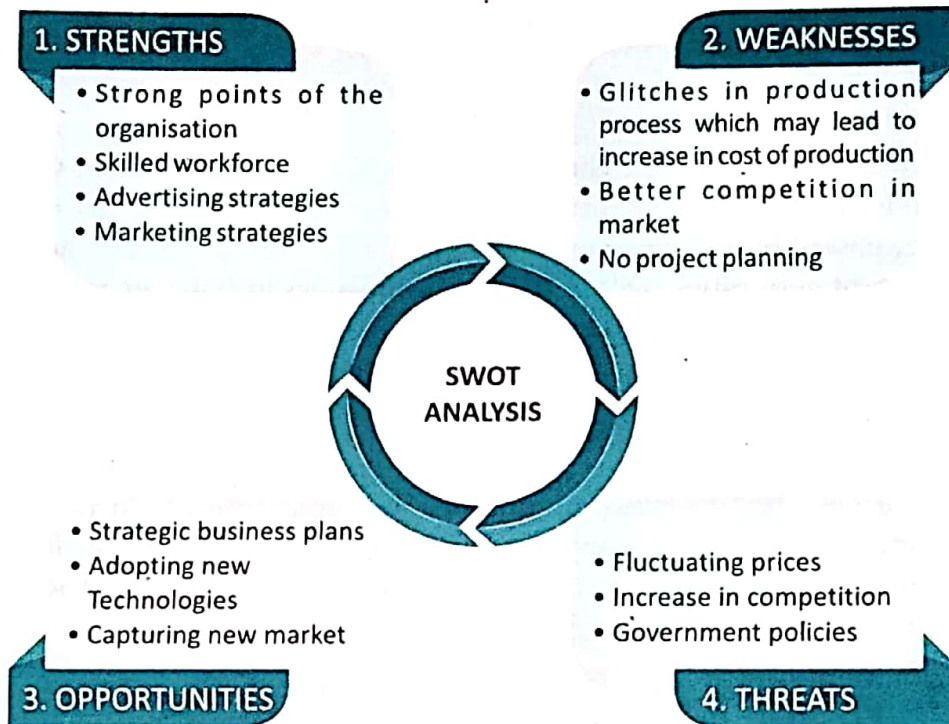 1. STRENGTHS
• Strong points of the
organisation
• Skilled workforce
• Advertising strategies
• Marketing strategies
2. WEAKNESSES
• Glitches in production
process which may lead to
increase in cost of production
• Better competition in
market
• No project planning
SWOT
ANALYSIS
• Strategic business plans
• Adopting new
Technologies
• Capturing new market
3. OPPORTUNITIES
• Fluctuating prices
• Increase in competition
• Government policies
4. THREATS